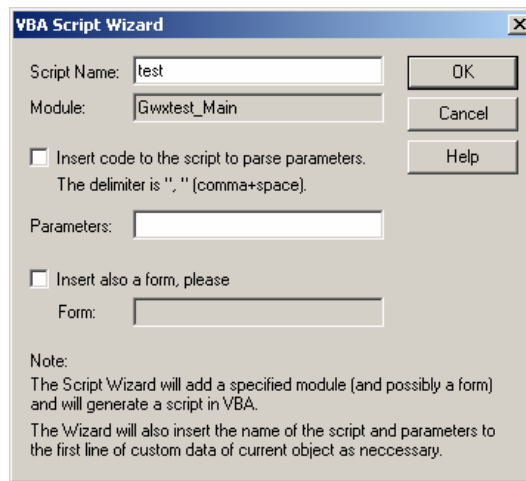 VBA Script Wizard
Script Name: test
OK
Module: Gwxtest_Main
Cancel
Insert code to the script to parse parameters.
Help
The delimiter is ", " (comma+space).
Parameters:
Insert also a form, please
Form:
Note:
The Script Wizard will add a specified module (and possibly a form)
and will generate a script in VBA.
The Wizard will also insert the name of the script and parameters to
the first line of custom data of current object as neccessary.